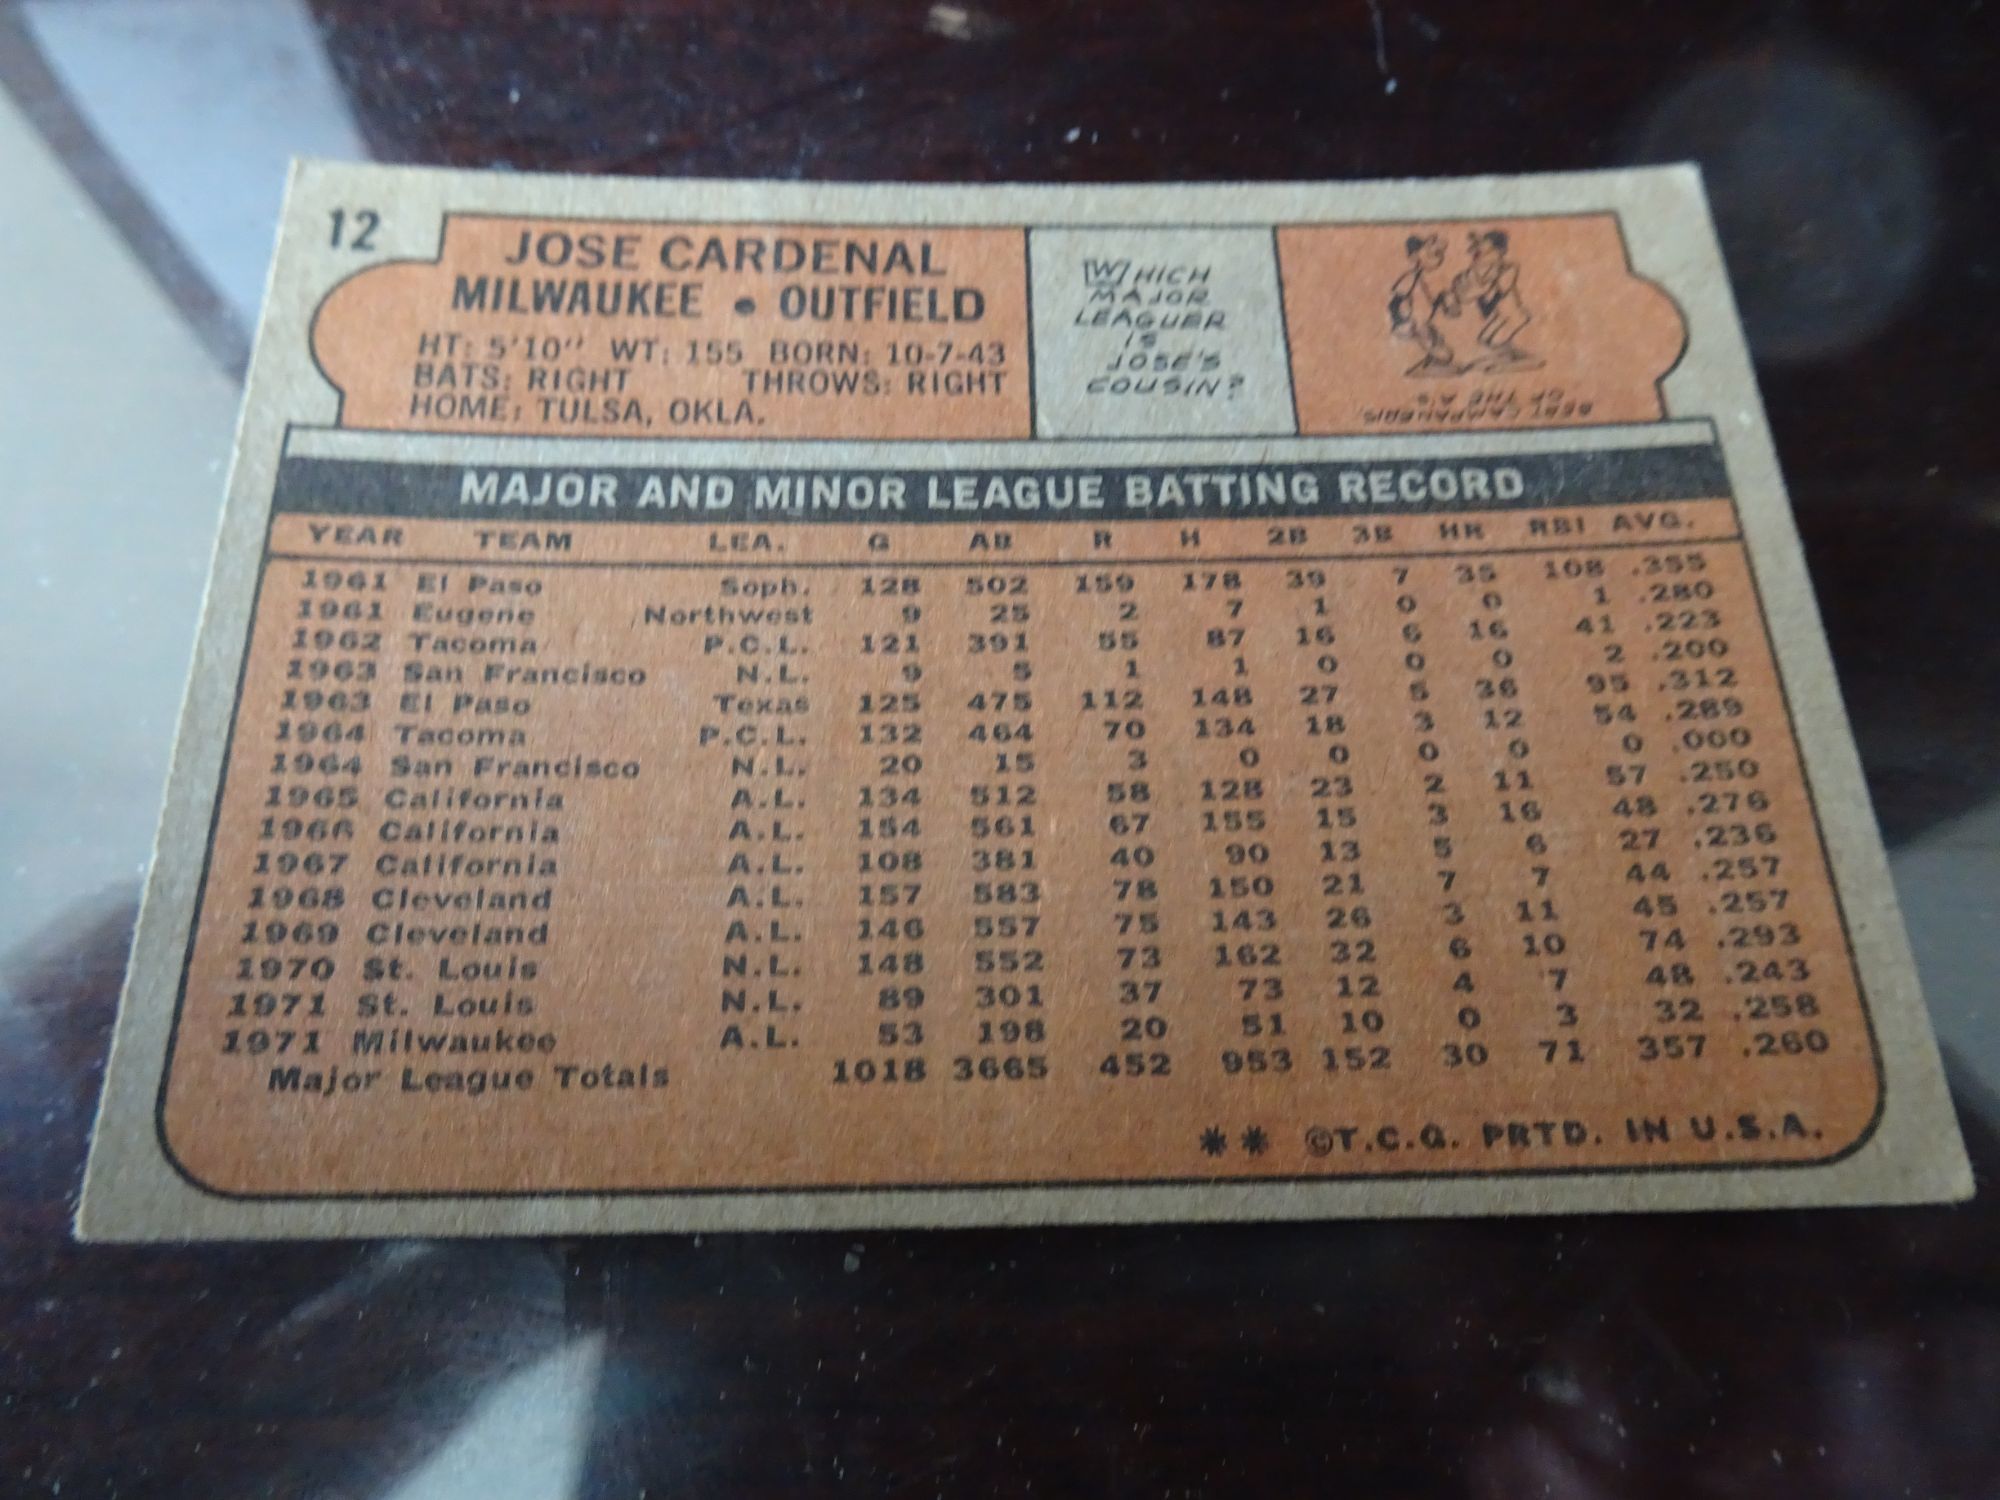 12
JOSE CARDENAL
MILWAUKEE • OUTFIELD
HT: 5'10" WT: 155 BORN: 10-7-43
BATS: RIGHT THROWS: RIGHT
HOME: TULSA, OKLA.
WHICH
MAJOR
LEAGUER
IS
JOSE'S
COUSIN?
BERT CAMPANERIS
OF THE A'S
MAJOR AND MINOR LEAGUE BATTING RECORD
YEAR TEAM LEA. G AB R H 2B 3B HR RBI AVG.
1961 El Paso Soph. 128 502 159 178 39 7 35 108 .355
1961 Eugene Northwest 9 25 2 7 1 0 0 1 .280
1962 Tacoma P.C.L. 121 391 55 87 16 6 16 41 .223
1963 San Francisco N.L. 9 5 1 1 0 0 0 2 .200
1963 El Paso Texas 125 475 112 148 27 5 36 95 .312
1964 Tacoma P.C.L. 132 464 70 134 18 3 12 54 .289
1964 San Francisco N.L. 20 15 3 0 0 0 0 0 .000
1965 California A.L. 134 512 58 128 23 2 11 57 .250
1966 California A.L. 154 561 67 155 15 3 16 48 .276
1967 California A.L. 108 381 40 90 13 5 6 27 .236
1968 Cleveland A.L. 157 583 78 150 21 7 7 44 .257
1969 Cleveland A.L. 146 557 75 143 26 3 11 45 .257
1970 St. Louis N.L. 148 552 73 162 32 6 10 74 .293
1971 St. Louis N.L. 89 301 37 73 12 4 7 48 .243
1971 Milwaukee A.L. 53 198 20 51 10 0 3 32 .258
Major League Totals 1018 3665 452 953 152 30 71 357 .260
** ©T.C.G. PRTD. IN U.S.A.